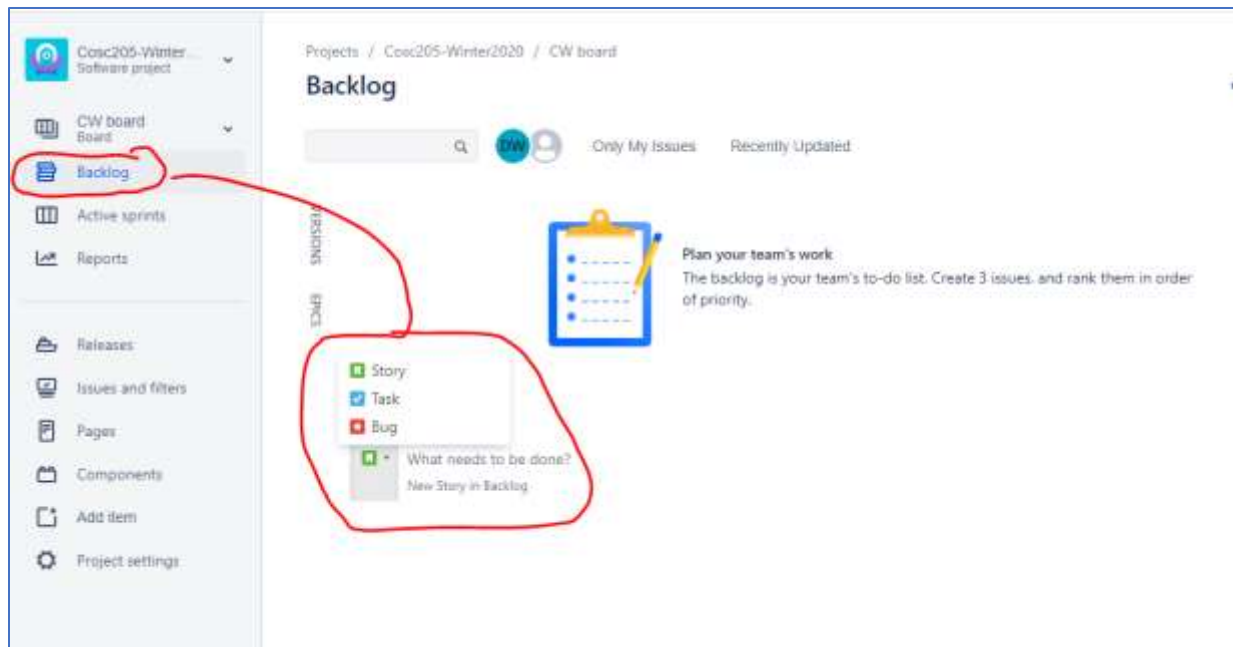 Cosc205-Winter...
Software project
CW board
Board
Backlog
Active sprints
Reports
Releases
Issues and filters
Pages
Components
Add item
Project settings
Projects / Cosc205-Winter2020 / CW board
Backlog
DW
Only My Issues
Recently Updated
VERSIONS
EPICS
Plan your team's work
The backlog is your team's to-do list. Create 3 issues, and rank them in order
of priority.
Story
Task
Bug
What needs to be done?
New Story in Backlog